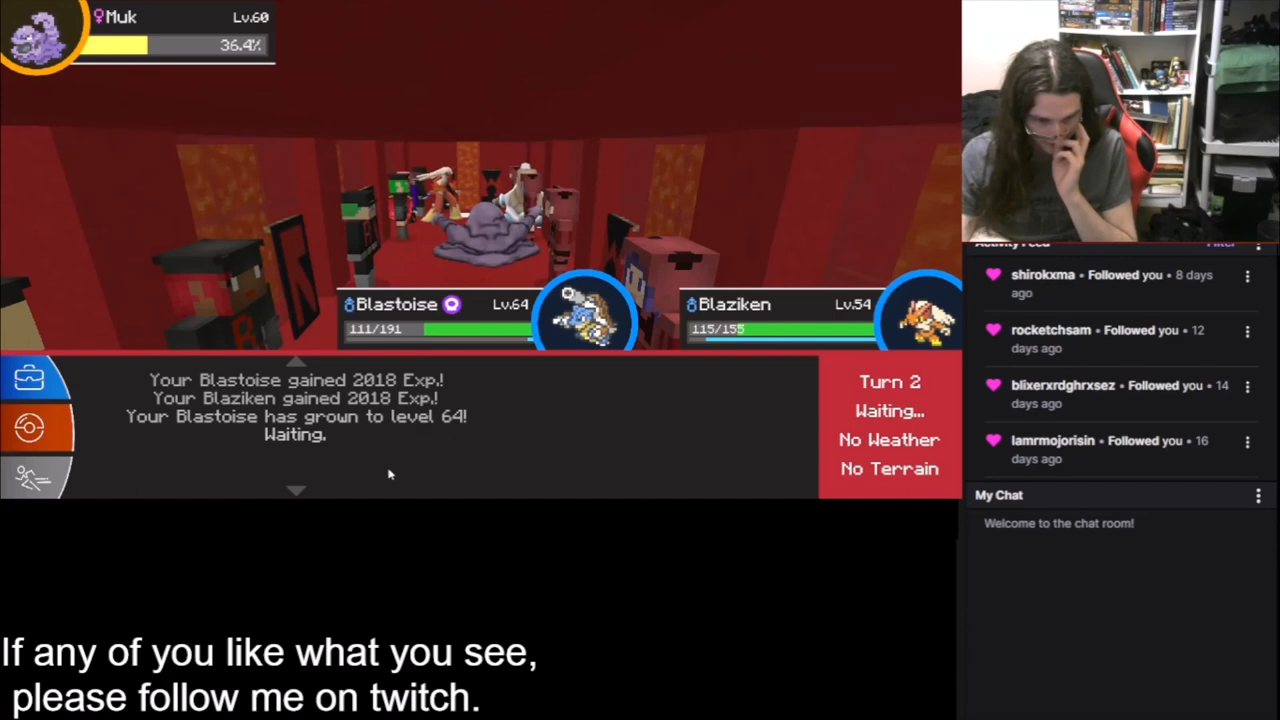 ♀Muk Lv.60
36.4%
Blastoise Lv.64
111/191
Blaziken Lv.54
115/155
Your Blastoise gained 2018 Exp.!
Your Blaziken gained 2018 Exp.!
Your Blastoise has grown to level 64!
Waiting.
Turn 2
Waiting...
No Weather
No Terrain
If any of you like what you see,
please follow me on twitch.
Activity Feed Filter
shirokxma • Followed you • 8 days
ago
rocketchsam • Followed you • 12
days ago
blixerxrdghrxsez • Followed you • 14
days ago
lamrmojorisin • Followed you • 16
days ago
My Chat
Welcome to the chat room!